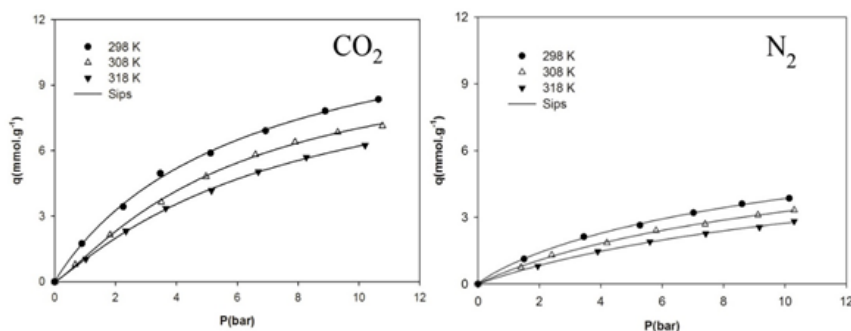 CO2
298 K
308 K
318 K
Sips
q(mmol.g-1)
12
9
6
3
0
0 2 4 6 8 10 12
P(bar)
N2
298 K
308 K
318 K
Sips
q(mmol.g-1)
12
9
6
3
0
0 2 4 6 8 10 12
P(bar)